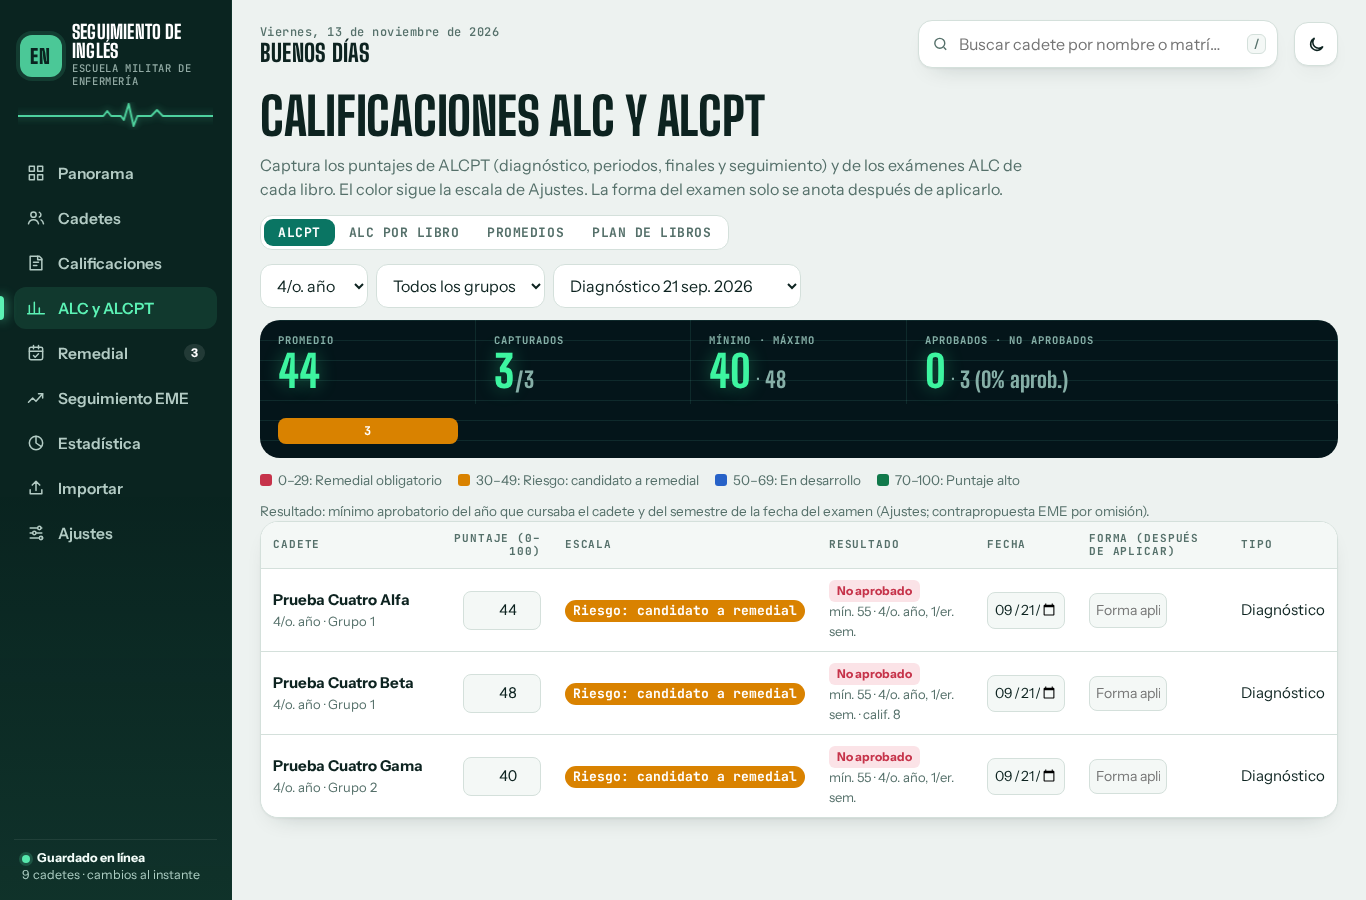 EN
SEGUIMIENTO DE
INGLÉS
ESCUELA MILITAR DE
ENFERMERÍA
Panorama
Cadetes
Calificaciones
ALC y ALCPT
Remedial 3
Seguimiento EME
Estadística
Importar
Ajustes
Guardado en línea
9 cadetes · cambios al instante
Viernes, 13 de noviembre de 2026
BUENOS DÍAS
Buscar cadete por nombre o matrí… /
CALIFICACIONES ALC Y ALCPT
Captura los puntajes de ALCPT (diagnóstico, periodos, finales y seguimiento) y de los exámenes ALC de
cada libro. El color sigue la escala de Ajustes. La forma del examen solo se anota después de aplicarlo.
ALCPT ALC POR LIBRO PROMEDIOS PLAN DE LIBROS
4/o. año Todos los grupos Diagnóstico 21 sep. 2026
PROMEDIO CAPTURADOS MÍNIMO · MÁXIMO APROBADOS · NO APROBADOS
44 3/3 40 · 48 0 · 3 (0% aprob.)
3
0–29: Remedial obligatorio 30–49: Riesgo: candidato a remedial 50–69: En desarrollo 70–100: Puntaje alto
Resultado: mínimo aprobatorio del año que cursaba el cadete y del semestre de la fecha del examen (Ajustes; contrapropuesta EME por omisión).
CADETE PUNTAJE (0–100) ESCALA RESULTADO FECHA FORMA (DESPUÉS DE APLICAR) TIPO
Prueba Cuatro Alfa
4/o. año · Grupo 1
44 Riesgo: candidato a remedial
No aprobado
mín. 55 · 4/o. año, 1/er.
sem.
09/21/ Forma apli Diagnóstico
Prueba Cuatro Beta
4/o. año · Grupo 1
48 Riesgo: candidato a remedial
No aprobado
mín. 55 · 4/o. año, 1/er.
sem. · calif. 8
09/21/ Forma apli Diagnóstico
Prueba Cuatro Gama
4/o. año · Grupo 2
40 Riesgo: candidato a remedial
No aprobado
mín. 55 · 4/o. año, 1/er.
sem.
09/21/ Forma apli Diagnóstico